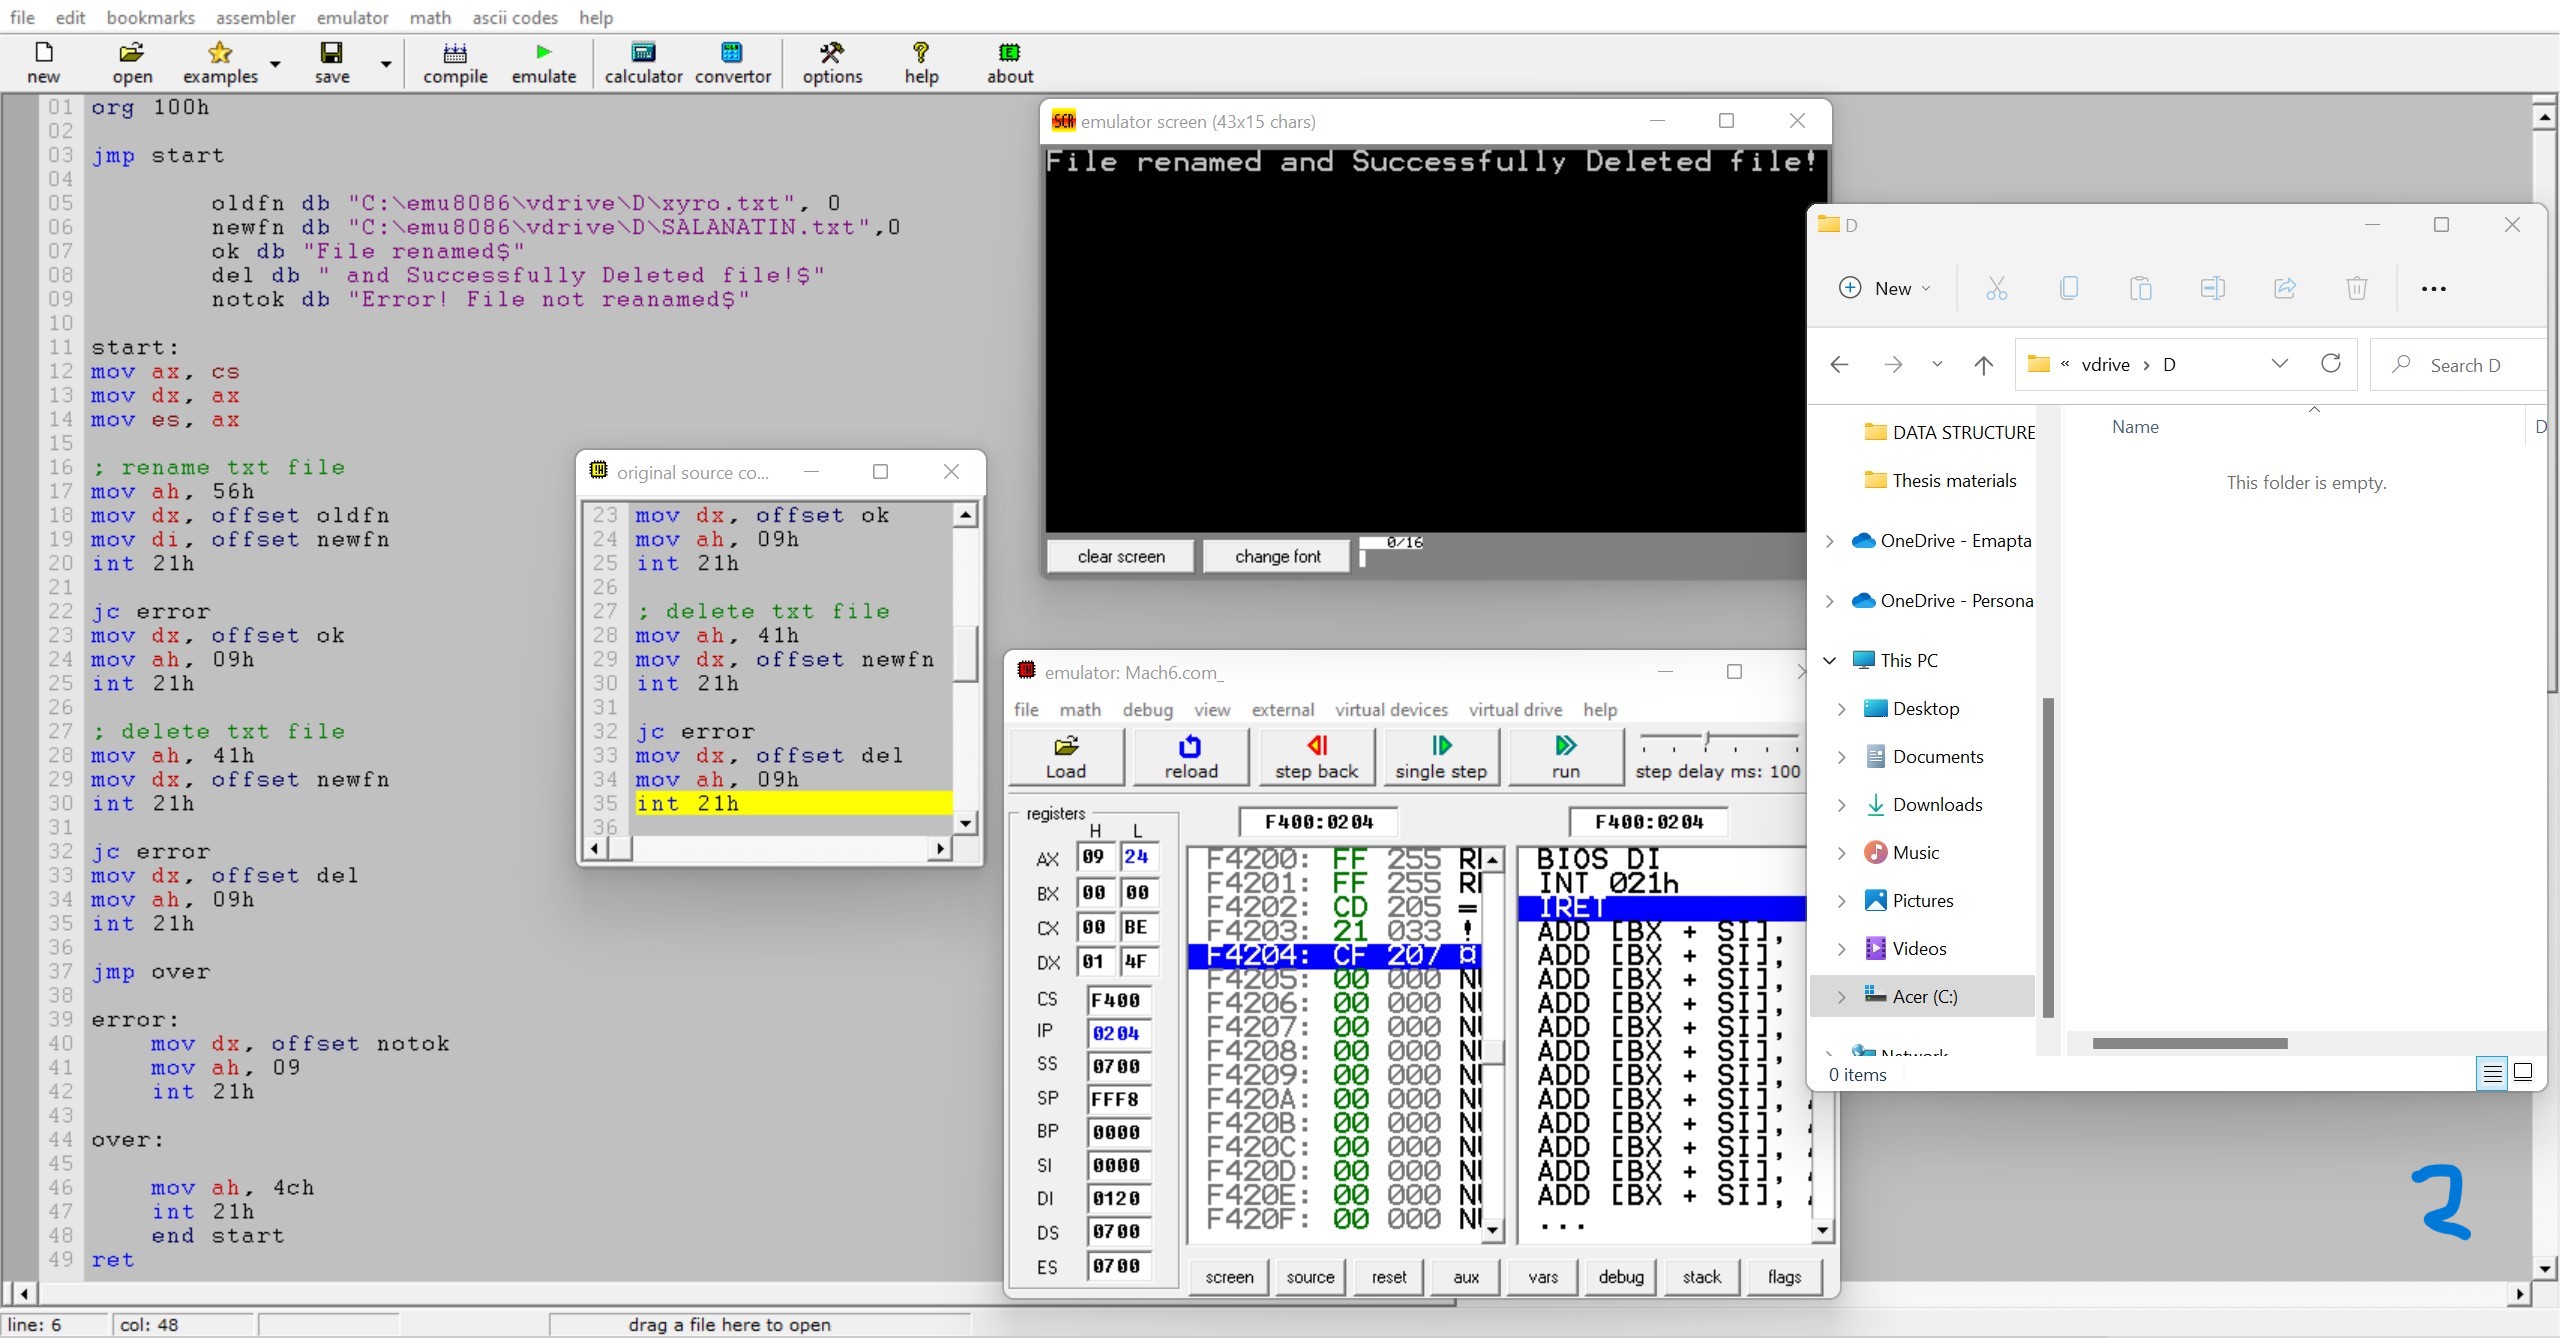 file edit bookmarks assembler emulator math ascii codes help
new open examples save compile emulate calculator convertor options help about
01 org 100h
02
03 jmp start
04
05 oldfn db "C:\emu8086\vdrive\D\xyro.txt", 0
06 newfn db "C:\emu8086\vdrive\D\SALANATIN.txt",0
07 ok db "File renamed$"
08 del db " and Successfully Deleted file!$"
09 notok db "Error! File not reanamed$"
10
11 start:
12 mov ax, cs
13 mov dx, ax
14 mov es, ax
15
16 ; rename txt file
17 mov ah, 56h
18 mov dx, offset oldfn
19 mov di, offset newfn
20 int 21h
21
22 jc error
23 mov dx, offset ok
24 mov ah, 09h
25 int 21h
26
27 ; delete txt file
28 mov ah, 41h
29 mov dx, offset newfn
30 int 21h
31
32 jc error
33 mov dx, offset del
34 mov ah, 09h
35 int 21h
36
37 jmp over
38
39 error:
40 mov dx, offset notok
41 mov ah, 09
42 int 21h
43
44 over:
45
46 mov ah, 4ch
47 int 21h
48 end start
49 ret
line: 6 col: 48 drag a file here to open
original source co...
23 mov dx, offset ok
24 mov ah, 09h
25 int 21h
26
27 ; delete txt file
28 mov ah, 41h
29 mov dx, offset newfn
30 int 21h
31
32 jc error
33 mov dx, offset del
34 mov ah, 09h
35 int 21h
36
SCR emulator screen (43x15 chars)
File renamed and Successfully Deleted file!
clear screen change font 0/16
emulator: Mach6.com_
file math debug view external virtual devices virtual drive help
Load reload step back single step run step delay ms: 100
registers F400:0204 F400:0204
H L
AX 09 24
BX 00 00
CX 00 BE
DX 01 4F
CS F400
IP 0204
SS 0700
SP FFF8
BP 0000
SI 0000
DI 0120
DS 0700
ES 0700
F4200: FF 255
F4201: FF 255
F4202: CD 205 =
F4203: 21 033 !
F4204: CF 207 ¤
F4205: 00 000
F4206: 00 000
F4207: 00 000
F4208: 00 000
F4209: 00 000
F420A: 00 000
F420B: 00 000
F420C: 00 000
F420D: 00 000
F420E: 00 000
F420F: 00 000
BIOS DI
INT 021h
IRET
ADD [BX + SI],
ADD [BX + SI],
ADD [BX + SI],
ADD [BX + SI],
ADD [BX + SI],
ADD [BX + SI],
ADD [BX + SI],
ADD [BX + SI],
ADD [BX + SI],
ADD [BX + SI],
ADD [BX + SI],
ADD [BX + SI],
...
screen source reset aux vars debug stack flags
D
New
« vdrive › D Search D
Name D
This folder is empty.
DATA STRUCTURE
Thesis materials
OneDrive - Emapta
OneDrive - Persona
This PC
Desktop
Documents
Downloads
Music
Pictures
Videos
Acer (C:)
Network
0 items
2